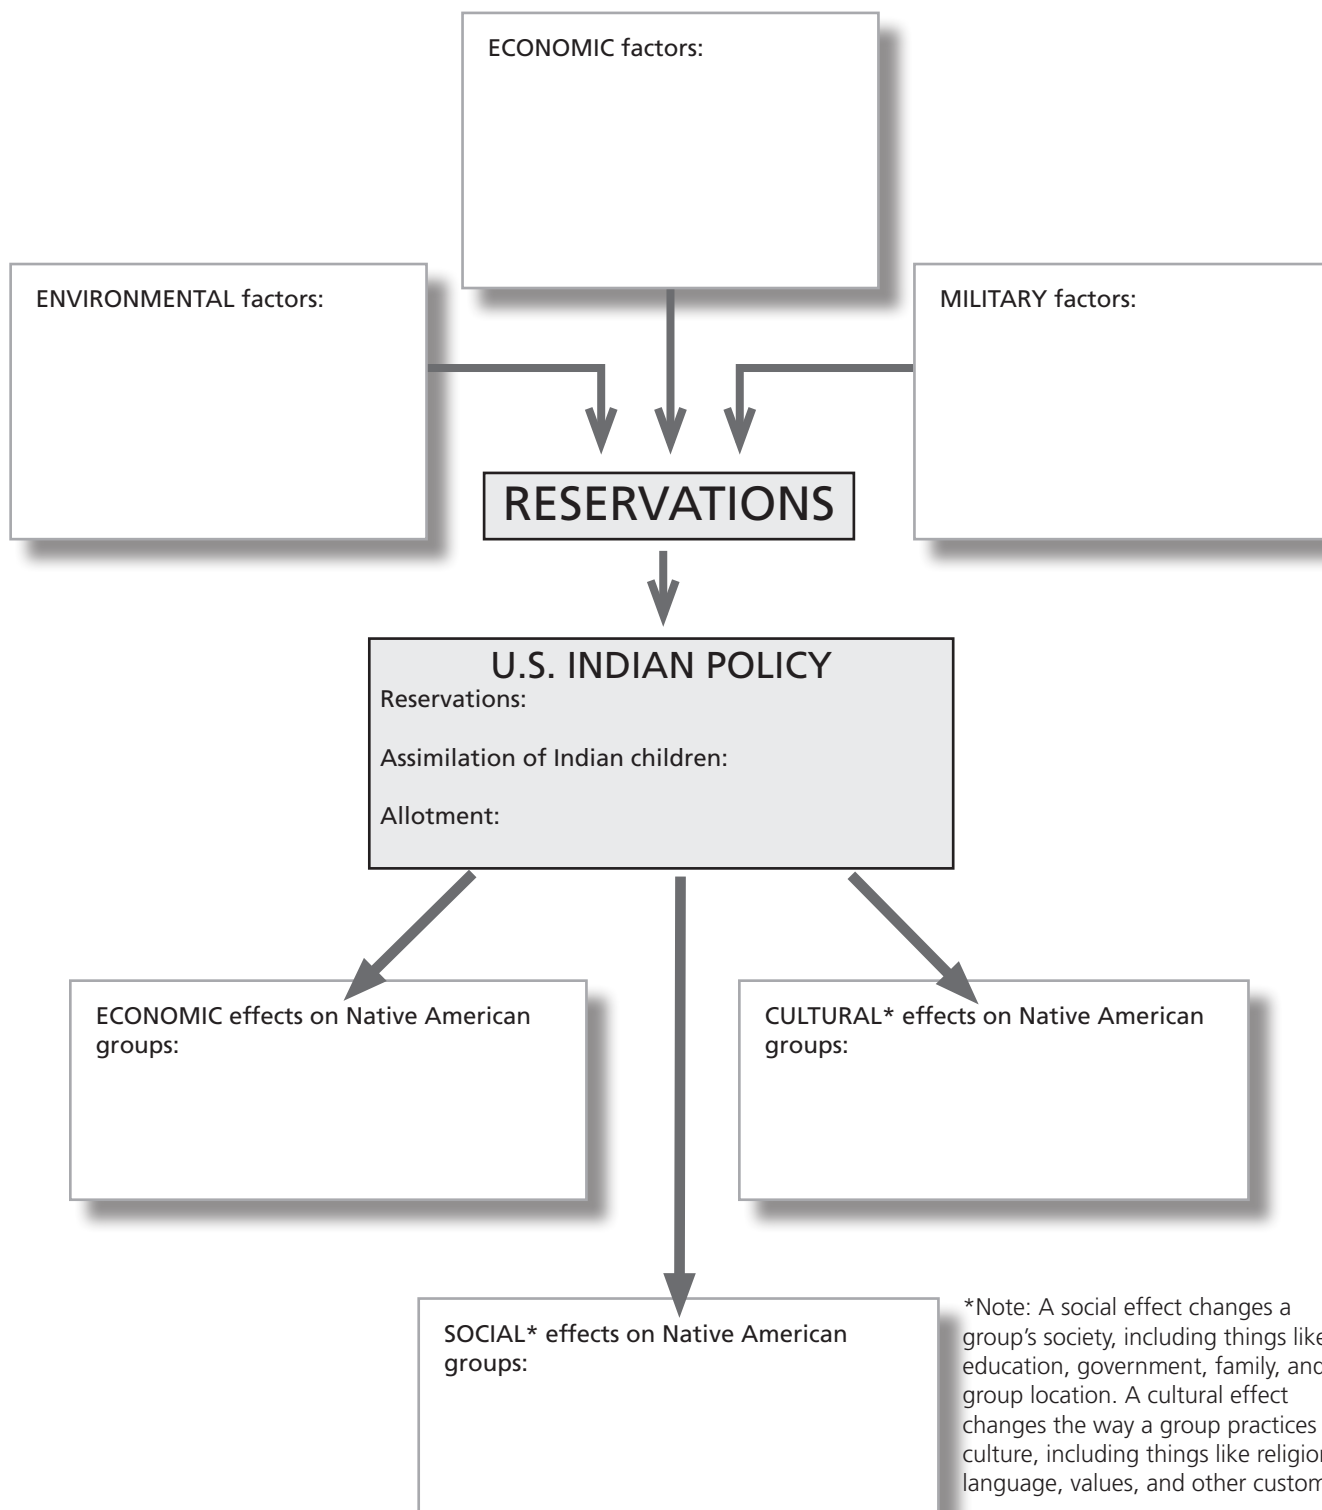 ECONOMIC factors:
ENVIRONMENTAL factors:
MILITARY factors:
RESERVATIONS
U.S. INDIAN POLICY
Reservations:
Assimilation of Indian children:
Allotment:
ECONOMIC effects on Native American
groups:
CULTURAL* effects on Native American
groups:
SOCIAL* effects on Native American
groups:
*Note: A social effect changes a
group’s society, including things like
education, government, family, and
group location. A cultural effect
changes the way a group practices
culture, including things like religion
language, values, and other custom